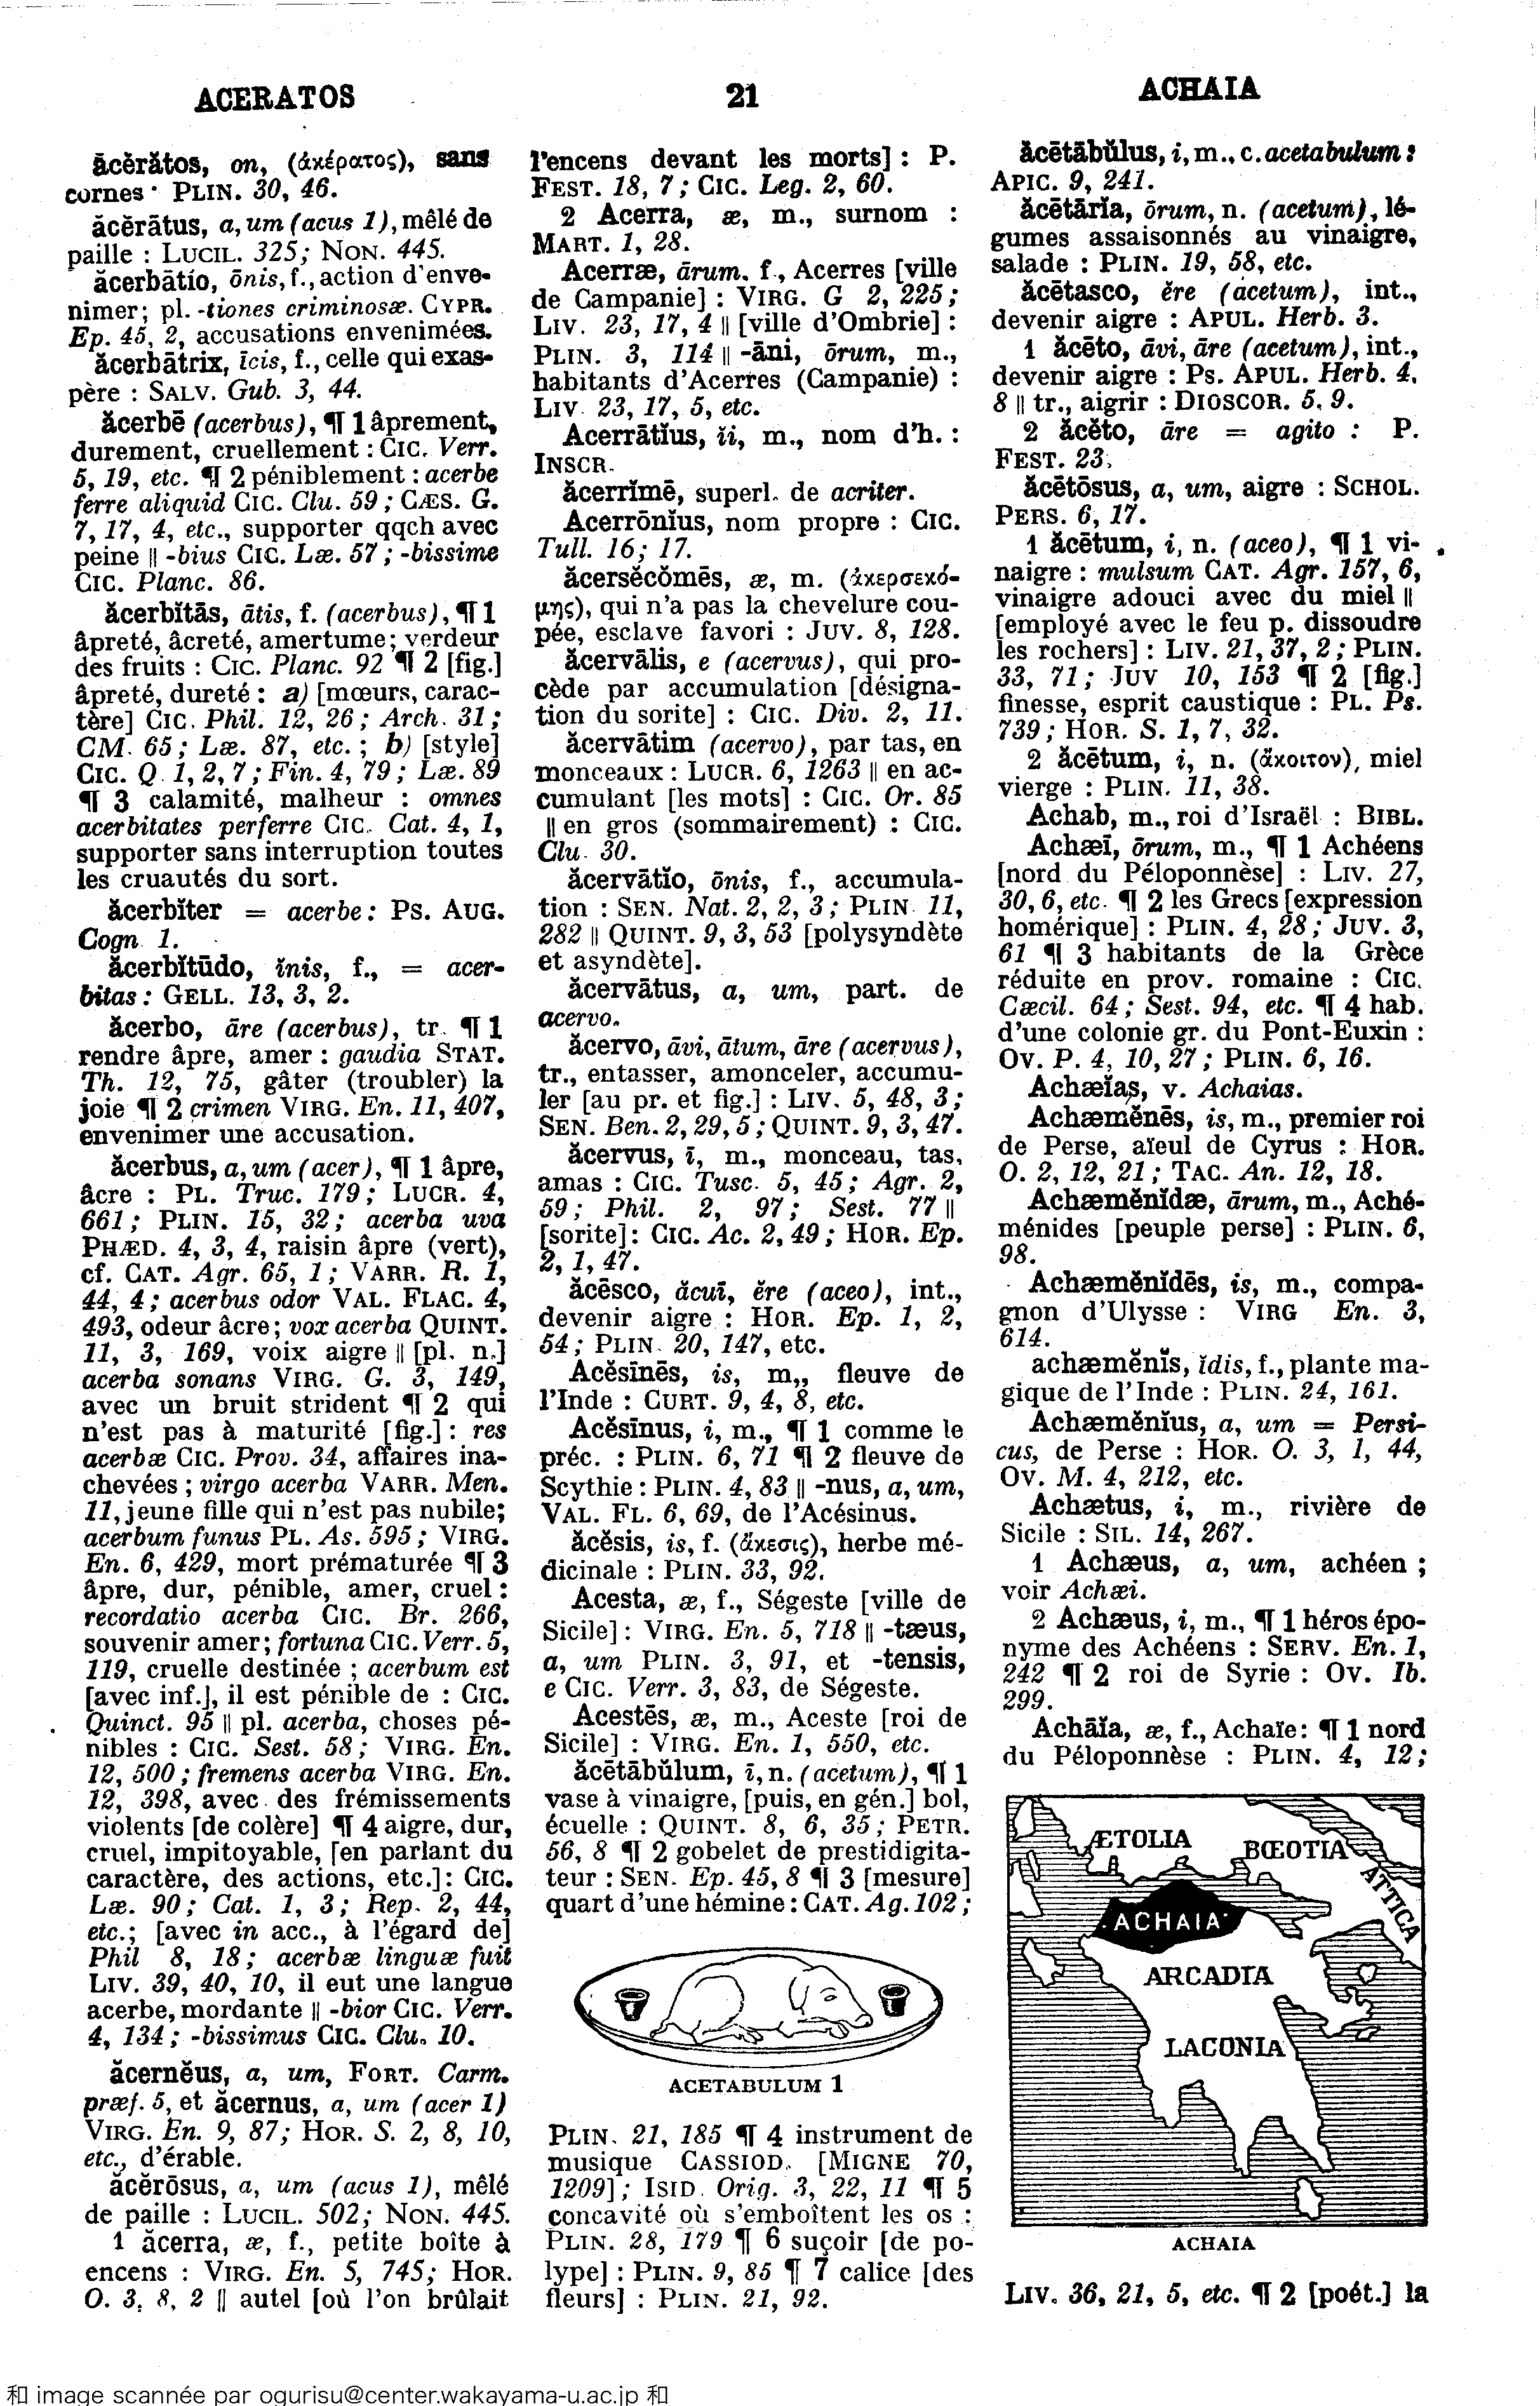 ACERATOS
21
ACHAIA
ăcĕrătos, on, (ἀκέρατος), sans
cornes · PLIN. 30, 46.
ăcĕrātus, a, um (acus 1), mêlé de
paille : LUCIL. 325; NON. 445.
ăcerbātĭo, ōnis, f., action d'enve-
nimer; pl. -tiones criminosæ. CYPR.
Ep. 45, 2, accusations envenimées.
ăcerbātrix, īcis, f., celle qui exas-
père : SALV. Gub. 3, 44.
ăcerbē (acerbus), ¶ 1 âprement,
durement, cruellement : CIC. Verr.
5, 19, etc. ¶ 2 péniblement : acerbe
ferre aliquid CIC. Clu. 59 ; CÆS. G.
7, 17, 4, etc., supporter qqch avec
peine || -bius CIC. Læ. 57 ; -bissime
CIC. Planc. 86.
ăcerbĭtās, ātis, f. (acerbus), ¶ 1
âpreté, âcreté, amertume; verdeur
des fruits : CIC. Planc. 92 ¶ 2 [fig.]
âpreté, dureté : a) [mœurs, carac-
tère] CIC. Phil. 12, 26 ; Arch. 31 ;
CM. 65 ; Læ. 87, etc. ; b) [style]
CIC. Q. 1, 2, 7 ; Fin. 4, 79 ; Læ. 89
¶ 3 calamité, malheur : omnes
acerbitates perferre CIC. Cat. 4, 1,
supporter sans interruption toutes
les cruautés du sort.
ăcerbĭter = acerbe : PS. AUG.
Cogn. 1.
ăcerbĭtūdo, ĭnis, f., = acer-
bitas : GELL. 13, 3, 2.
ăcerbo, āre (acerbus), tr. ¶ 1
rendre âpre, amer : gaudia STAT.
Th. 12, 75, gâter (troubler) la
joie ¶ 2 crimen VIRG. En. 11, 407,
envenimer une accusation.
ăcerbus, a, um (acer), ¶ 1 âpre,
âcre : PL. Truc. 179 ; LUCR. 4,
661 ; PLIN. 15, 32 ; acerba uva
PHÆD. 4, 3, 4, raisin âpre (vert),
cf. CAT. Agr. 65, 1 ; VARR. R. 1,
44, 4 ; acerbus odor VAL. FLAC. 4,
493, odeur âcre ; vox acerba QUINT.
11, 3, 169, voix aigre || [pl. n.]
acerba sonans VIRG. G. 3, 149,
avec un bruit strident ¶ 2 qui
n'est pas à maturité [fig.] : res
acerbæ CIC. Prov. 34, affaires ina-
chevées ; virgo acerba VARR. Men.
11, jeune fille qui n'est pas nubile;
acerbum funus PL. As. 595 ; VIRG.
En. 6, 429, mort prématurée ¶ 3
âpre, dur, pénible, amer, cruel :
recordatio acerba CIC. Br. 266,
souvenir amer; fortuna CIC. Verr. 5,
119, cruelle destinée ; acerbum est
[avec inf.], il est pénible de : CIC.
Quinct. 95 || pl. acerba, choses pé-
nibles : CIC. Sest. 58 ; VIRG. En.
12, 500 ; fremens acerba VIRG. En.
12, 398, avec des frémissements
violents [de colère] ¶ 4 aigre, dur,
cruel, impitoyable, [en parlant du
caractère, des actions, etc.] : CIC.
Læ. 90 ; Cat. 1, 3 ; Rep. 2, 44,
etc.; [avec in acc., à l'égard de]
Phil 8, 18 ; acerbæ linguæ fuit
LIV. 39, 40, 10, il eut une langue
acerbe, mordante || -bior CIC. Verr.
4, 134 ; -bissimus CIC. Clu. 10.
ăcernĕus, a, um, FORT. Carm.
præf. 5, et ăcernus, a, um (acer 1)
VIRG. En. 9, 87; HOR. S. 2, 8, 10,
etc., d'érable.
ăcĕrōsus, a, um (acus 1), mêlé
de paille : LUCIL. 502; NON. 445.
1 ăcerra, æ, f., petite boîte à
encens : VIRG. En. 5, 745; HOR.
O. 3, 8, 2 || autel [où l'on brûlait
l'encens devant les morts] : P.
FEST. 18, 7 ; CIC. Leg. 2, 60.
2 Acerra, æ, m., surnom :
MART. 1, 28.
Acerræ, ārum, f., Acerres [ville
de Campanie] : VIRG. G 2, 225 ;
LIV. 23, 17, 4 || [ville d'Ombrie] :
PLIN. 3, 114 || -āni, ōrum, m.,
habitants d'Acerres (Campanie) :
LIV. 23, 17, 5, etc.
Acerrātĭus, ĭi, m., nom d'h. :
INSCR.
ăcerrĭmē, superl. de acriter.
Acerrōnĭus, nom propre : CIC.
Tull. 16; 17.
ăcersĕcŏmēs, æ, m. (ἀκερσεκό-
μης), qui n'a pas la chevelure cou-
pée, esclave favori : JUV. 8, 128.
ăcervālis, e (acervus), qui pro-
cède par accumulation [désigna-
tion du sorite] : CIC. Div. 2, 11.
ăcervātim (acervo), par tas, en
monceaux : LUCR. 6, 1263 || en ac-
cumulant [les mots] : CIC. Or. 85
|| en gros (sommairement) : CIC.
Clu. 30.
ăcervātĭo, ōnis, f., accumula-
tion : SEN. Nat. 2, 2, 3 ; PLIN. 11,
282 || QUINT. 9, 3, 53 [polysyndète
et asyndète].
ăcervātus, a, um, part. de
acervo.
ăcervo, āvi, ātum, āre (acervus),
tr., entasser, amonceler, accumu-
ler [au pr. et fig.] : LIV. 5, 48, 3 ;
SEN. Ben. 2, 29, 5 ; QUINT. 9, 3, 47.
ăcervus, ī, m., monceau, tas,
amas : CIC. Tusc. 5, 45 ; Agr. 2,
59 ; Phil. 2, 97 ; Sest. 77 ||
[sorite] : CIC. Ac. 2, 49 ; HOR. Ep.
2, 1, 47.
ăcēsco, ăcuī, ĕre (aceo), int.,
devenir aigre : HOR. Ep. 1, 2,
54 ; PLIN. 20, 147, etc.
Acĕsīnēs, is, m,, fleuve de
l'Inde : CURT. 9, 4, 8, etc.
Acĕsīnus, i, m., ¶ 1 comme le
préc. : PLIN. 6, 71 ¶ 2 fleuve de
Scythie : PLIN. 4, 83 || -nus, a, um,
VAL. FL. 6, 69, de l'Acésinus.
ăcĕsis, is, f. (ἄκεσις), herbe mé-
dicinale : PLIN. 33, 92.
Acesta, æ, f., Ségeste [ville de
Sicile] : VIRG. En. 5, 718 || -tæus,
a, um PLIN. 3, 91, et -tensis,
e CIC. Verr. 3, 83, de Ségeste.
Acestēs, æ, m., Aceste [roi de
Sicile] : VIRG. En. 1, 550, etc.
ăcētābŭlum, ī, n. (acetum), ¶ 1
vase à vinaigre, [puis, en gén.] bol,
écuelle : QUINT. 8, 6, 35 ; PETR.
56, 8 ¶ 2 gobelet de prestidigita-
teur : SEN. Ep. 45, 8 ¶ 3 [mesure]
quart d'une hémine : CAT. Ag. 102 ;
ACETABULUM 1
PLIN. 21, 185 ¶ 4 instrument de
musique CASSIOD. [MIGNE 70,
1209] ; ISID. Orig. 3, 22, 11 ¶ 5
concavité où s'emboîtent les os :
PLIN. 28, 179 ¶ 6 suçoir [de po-
lype] : PLIN. 9, 85 ¶ 7 calice [des
fleurs] : PLIN. 21, 92.
ăcētābŭlus, i, m., c. acetabulum :
APIC. 9, 241.
ăcētārĭa, ōrum, n. (acetum), lé-
gumes assaisonnés au vinaigre,
salade : PLIN. 19, 58, etc.
ăcētasco, ĕre (acetum), int.,
devenir aigre : APUL. Herb. 3.
1 ăcēto, āvi, āre (acetum), int.,
devenir aigre : Ps. APUL. Herb. 4,
8 || tr., aigrir : DIOSCOR. 5, 9.
2 ăcĕto, āre = agito : P.
FEST. 23.
ăcētōsus, a, um, aigre : SCHOL.
PERS. 6, 17.
1 ăcētum, i, n. (aceo), ¶ 1 vi-
naigre : mulsum CAT. Agr. 157, 6,
vinaigre adouci avec du miel ||
[employé avec le feu p. dissoudre
les rochers] : LIV. 21, 37, 2 ; PLIN.
33, 71 ; JUV 10, 153 ¶ 2 [fig.]
finesse, esprit caustique : PL. Ps.
739 ; HOR. S. 1, 7, 32.
2 ăcētum, i, n. (ἄκοιτον), miel
vierge : PLIN. 11, 38.
Achab, m., roi d'Israël : BIBL.
Achæī, ōrum, m., ¶ 1 Achéens
[nord du Péloponnèse] : LIV. 27,
30, 6, etc. ¶ 2 les Grecs [expression
homérique] : PLIN. 4, 28 ; JUV. 3,
61 ¶ 3 habitants de la Grèce
réduite en prov. romaine : CIC.
Cæcil. 64 ; Sest. 94, etc. ¶ 4 hab.
d'une colonie gr. du Pont-Euxin :
OV. P. 4, 10, 27 ; PLIN. 6, 16.
Achæĭas, v. Achaias.
Achæmĕnēs, is, m., premier roi
de Perse, aïeul de Cyrus : HOR.
O. 2, 12, 21 ; TAC. An. 12, 18.
Achæmĕnĭdæ, ārum, m., Aché-
ménides [peuple perse] : PLIN. 6,
98.
Achæmĕnĭdēs, is, m., compa-
gnon d'Ulysse : VIRG En. 3,
614.
achæmĕnĭs, ĭdis, f., plante ma-
gique de l'Inde : PLIN. 24, 161.
Achæmĕnĭus, a, um = Persi-
cus, de Perse : HOR. O. 3, 1, 44,
OV. M. 4, 212, etc.
Achætus, i, m., rivière de
Sicile : SIL. 14, 267.
1 Achæus, a, um, achéen ;
voir Achæi.
2 Achæus, i, m., ¶ 1 héros épo-
nyme des Achéens : SERV. En. 1,
242 ¶ 2 roi de Syrie : OV. Ib.
299.
Achāĭa, æ, f., Achaïe : ¶ 1 nord
du Péloponnèse : PLIN. 4, 12 ;
ÆTOLIA
BŒOTIA
ATTICA
ACHAIA
ARCADIA
LACONIA
ACHAIA
LIV. 36, 21, 5, etc. ¶ 2 [poét.] la
和 image scannée par ogurisu@center.wakayama-u.ac.jp 和